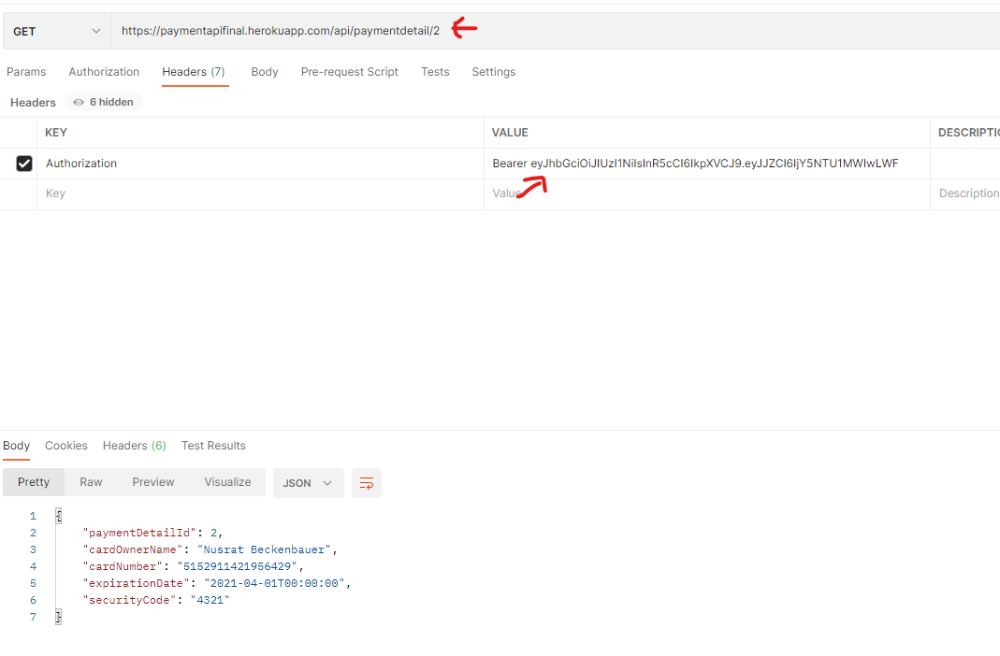 GET https://paymentapifinal.herokuapp.com/api/paymentdetail/2
Params Authorization Headers (7) Body Pre-request Script Tests Settings
Headers 6 hidden
KEY VALUE DESCRIPTIO
Authorization Bearer eyJhbGciOiJIUzI1NiIsInR5cCI6IkpXVCJ9.eyJJZCI6IjY5NTU1MWIwLWF
Key Value Description
Body Cookies Headers (6) Test Results
Pretty Raw Preview Visualize JSON
1 {
2 "paymentDetailId": 2,
3 "cardOwnerName": "Nusrat Beckenbauer",
4 "cardNumber": "5152911421956429",
5 "expirationDate": "2021-04-01T00:00:00",
6 "securityCode": "4321"
7 }